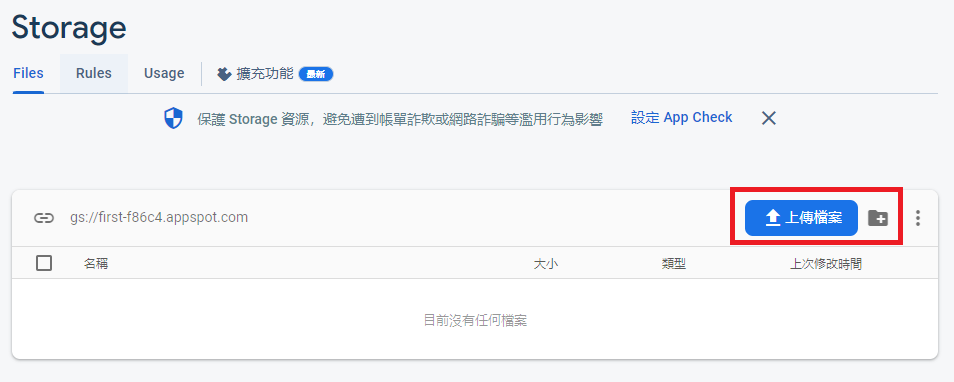 Storage
Files Rules Usage 擴充功能 最新
保護 Storage 資源，避免遭到帳單詐欺或網路詐騙等濫用行為影響 設定 App Check
gs://first-f86c4.appspot.com 上傳檔案
名稱 大小 類型 上次修改時間
目前沒有任何檔案